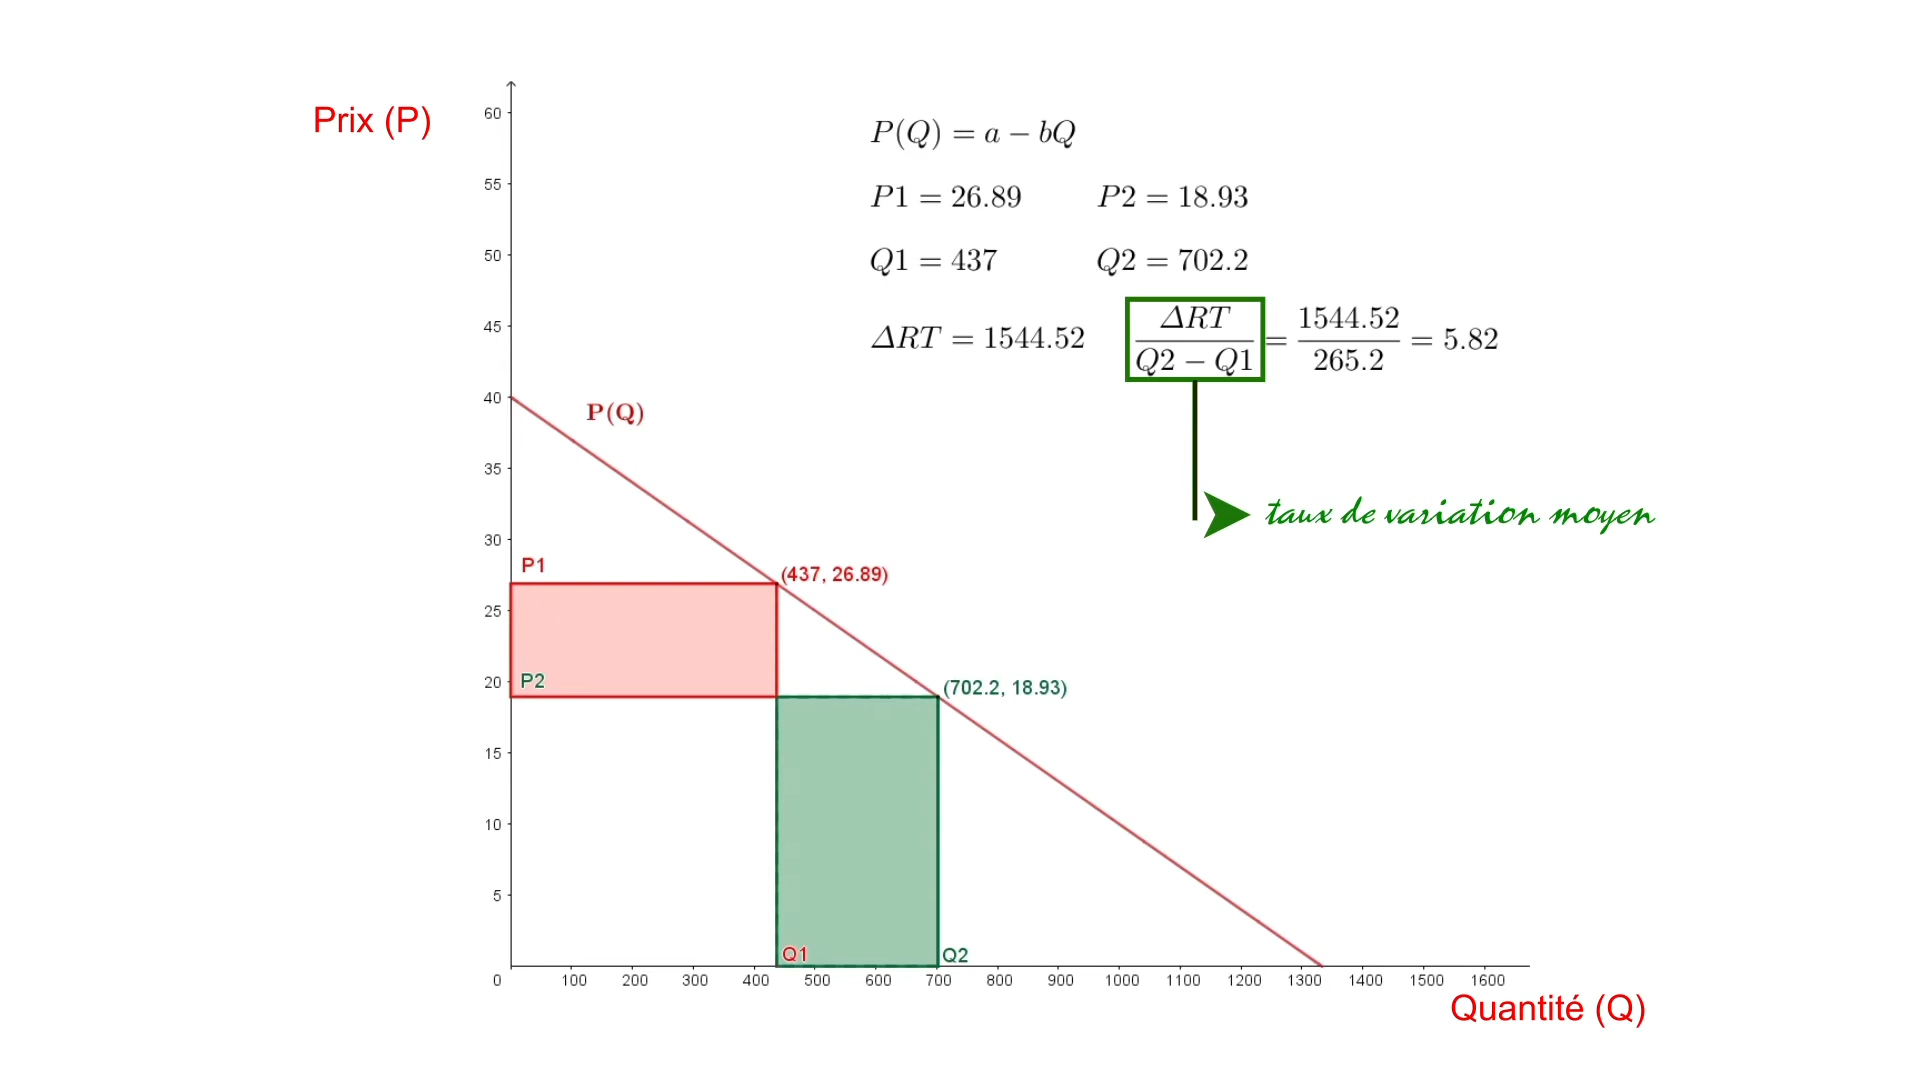 Prix (P)
60
55
50
45
40
35
30
25
20
15
10
5
0
P(Q) = a − bQ
P1 = 26.89 P2 = 18.93
Q1 = 437 Q2 = 702.2
ΔRT = 1544.52 ΔRT / Q2 − Q1 = 1544.52 / 265.2 = 5.82
taux de variation moyen
P(Q)
P1
(437, 26.89)
P2
(702.2, 18.93)
Q1
Q2
100 200 300 400 500 600 700 800 900 1000 1100 1200 1300 1400 1500 1600
Quantité (Q)